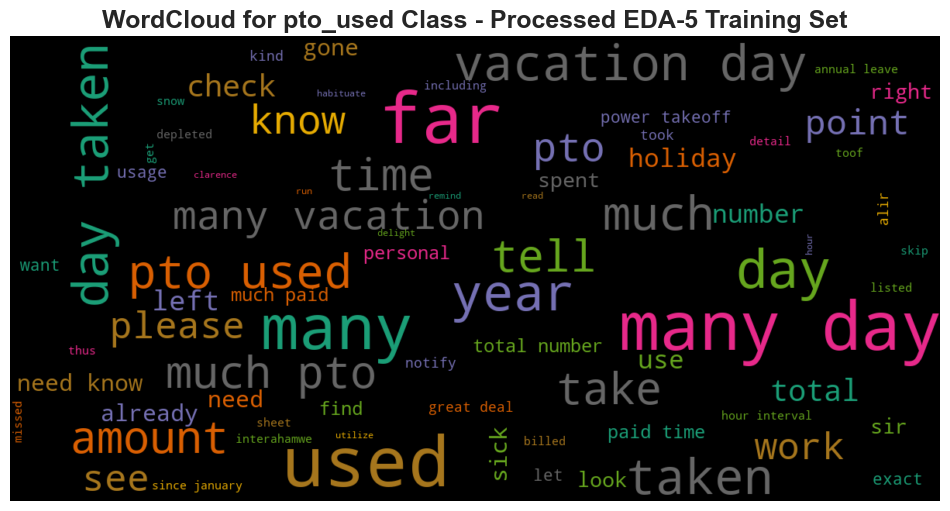 WordCloud for pto_used Class - Processed EDA-5 Training Set
gone
kind
vacation day
annual leave
check
including
right
habituate
snow
far
know
power takeoff
point
day taken
depleted
took
pto
detail
get
holiday
toof
usage
clarence
time
spent
run
remind
read
alir
many vacation
much
number
delight
hour
personal
tell
skip
want
pto used
day
year
left
much paid
listed
please
many
many day
thus
total number
use
notify
much pto
need know
take
total
need
already
find
great deal
hour interval
missed
sheet
sir
amount
interahamwe
utilize
sick
billed
paid time
work
used
see
since january
let
look
taken
exact